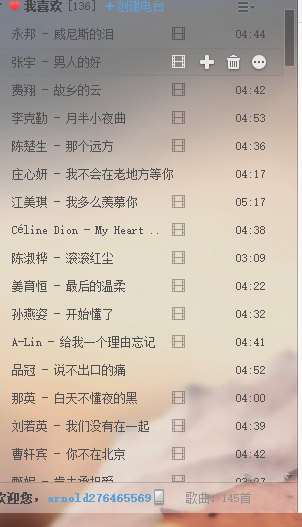 我喜欢 [136] +创建电台
永邦 - 威尼斯的泪 04:44
张宇 - 男人的好
费翔 - 故乡的云 04:42
李克勤 - 月半小夜曲 04:53
陈楚生 - 那个远方 04:36
庄心妍 - 我不会在老地方等你 04:17
江美琪 - 我多么羡慕你 05:17
Céline Dion - My Heart .. 04:38
陈淑桦 - 滚滚红尘 03:09
姜育恒 - 最后的温柔 04:22
孙燕姿 - 开始懂了 04:32
A-Lin - 给我一个理由忘记 04:41
品冠 - 说不出口的痛 04:52
那英 - 白天不懂夜的黑 04:00
刘若英 - 我们没有在一起 04:39
曹轩宾 - 你不在北京 04:42
欢迎您，arnold276465569 歌曲：145首